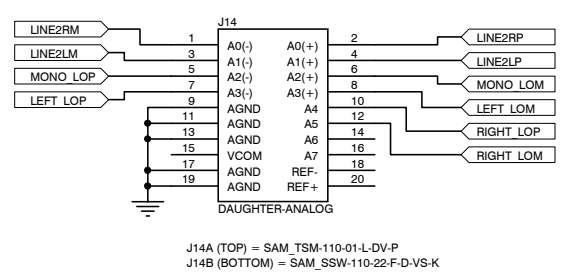 J14
LINE2RM 1 A0(-) A0(+) 2 LINE2RP
LINE2LM 3 A1(-) A1(+) 4 LINE2LP
MONO_LOP 5 A2(-) A2(+) 6 MONO_LOM
LEFT_LOP 7 A3(-) A3(+) 8 LEFT_LOM
9 AGND A4 10 RIGHT_LOP
11 AGND A5 12 RIGHT_LOM
13 AGND A6 14
15 VCOM A7 16
17 AGND REF- 18
19 AGND REF+ 20
DAUGHTER-ANALOG
J14A (TOP) = SAM_TSM-110-01-L-DV-P
J14B (BOTTOM) = SAM_SSW-110-22-F-D-VS-K